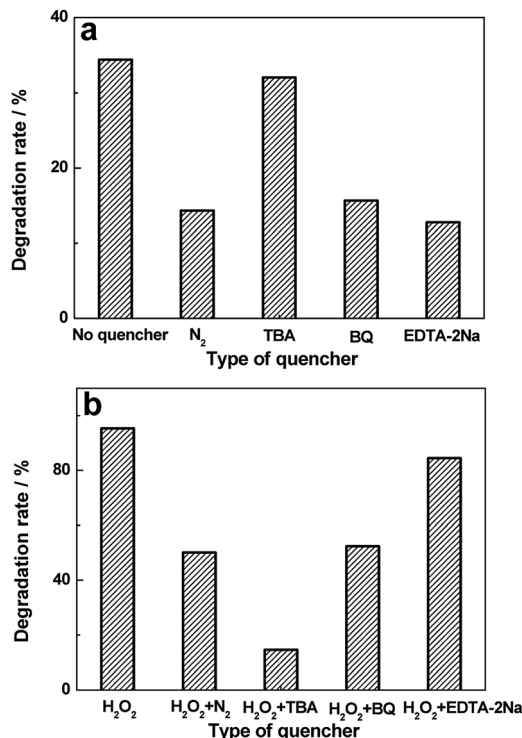 a
Degradation rate / %
40
20
0
No quencher N₂ TBA BQ EDTA-2Na
Type of quencher
b
Degradation rate / %
80
40
0
H₂O₂ H₂O₂+N₂ H₂O₂+TBA H₂O₂+BQ H₂O₂+EDTA-2Na
Type of quencher